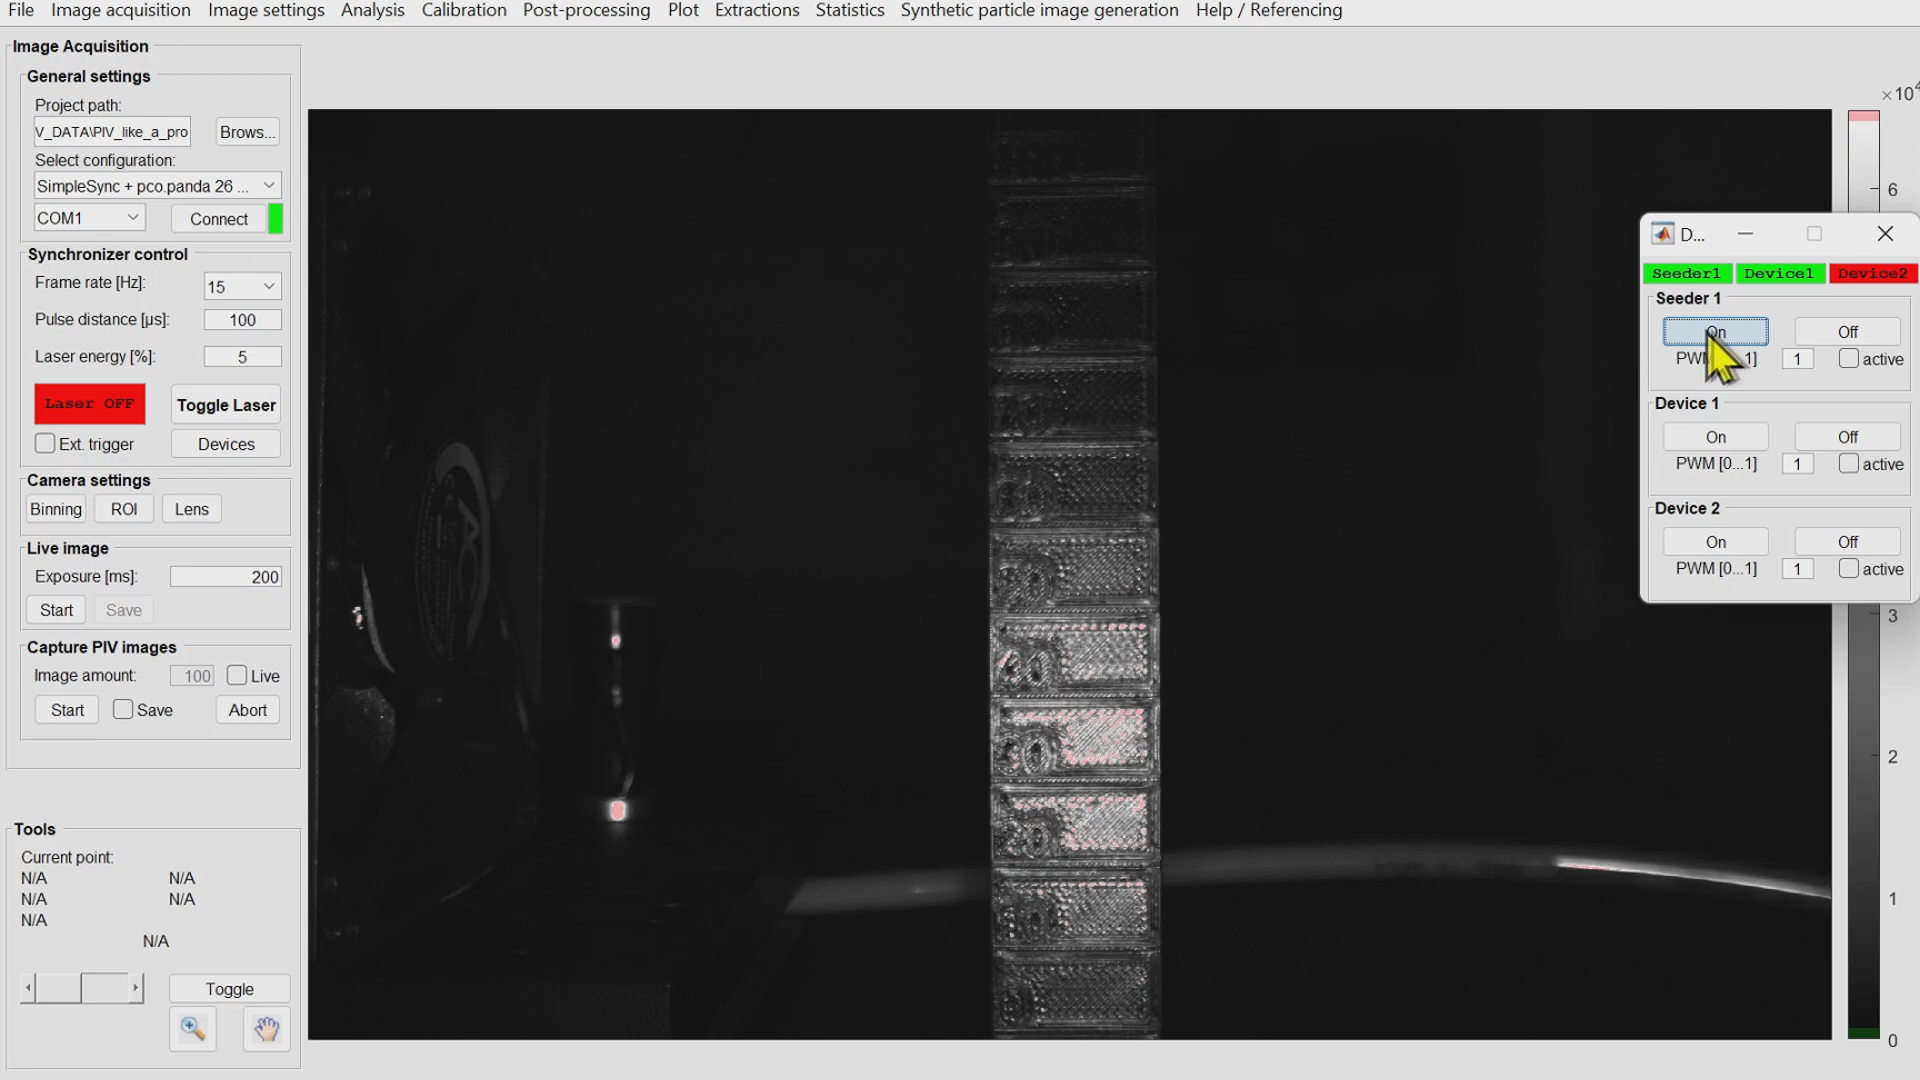 File Image acquisition Image settings Analysis Calibration Post-processing Plot Extractions Statistics Synthetic particle image generation Help / Referencing
Image Acquisition
General settings
Project path:
V_DATA\PIV_like_a_pro Brows...
Select configuration:
SimpleSync + pco.panda 26 ...
COM1 Connect
Synchronizer control
Frame rate [Hz]: 15
Pulse distance [µs]: 100
Laser energy [%]: 5
Laser OFF Toggle Laser
Ext. trigger Devices
Camera settings
Binning ROI Lens
Live image
Exposure [ms]: 200
Start Save
Capture PIV images
Image amount: 100 Live
Start Save Abort
Tools
Current point:
N/A N/A
N/A N/A
N/A
N/A
Toggle
40
30
20
10
×10⁴
6
3
2
1
0
D...
Seeder1 Device1 Device2
Seeder 1
On Off
1] 1 active
Device 1
On Off
PWM [0...1] 1 active
Device 2
On Off
PWM [0...1] 1 active